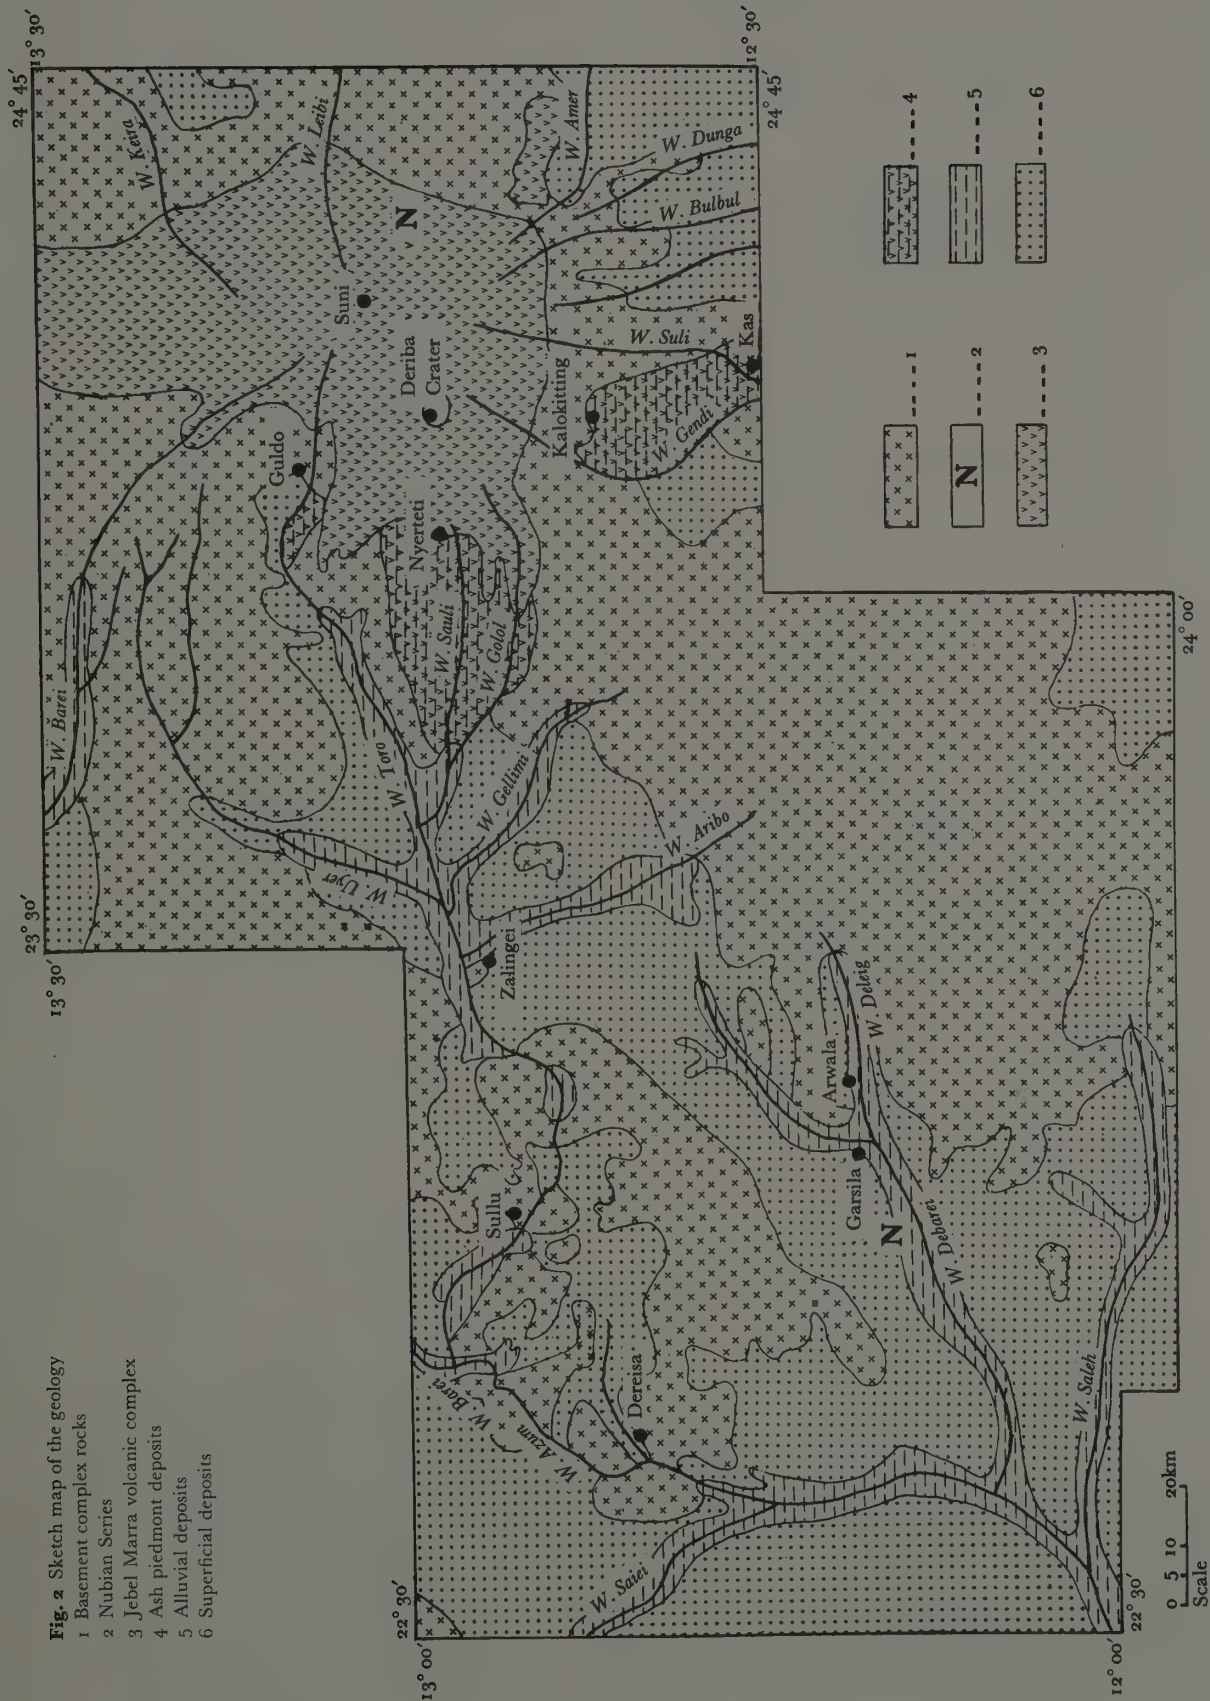 Fig. 2 Sketch map of the geology
1 Basement complex rocks
2 Nubian Series
3 Jebel Marra volcanic complex
4 Ash piedmont deposits
5 Alluvial deposits
6 Superficial deposits
23° 30′
24° 45′
13° 30′
13° 30′
W. Barei
W. Keira
W. Leibi
Guldo
Suni
N
W. Uyer
W. Toro
Nyerteti
Deriba
Crater
W. Sauli
W. Golol
W. Amer
W. Gellimi
Kalokitting
W. Dunga
W. Bulbul
W. Suli
W. Gendi
Kas
12° 30′
24° 45′
22° 30′
13° 00′
W. Barei
Sullu
Zalingei
W. Azum
W. Aribo
Dereisa
W. Saiei
Arwala
W. Deleig
Garsila
N
W. Debarei
W. Saleh
24° 00′
12° 00′
22° 30′
0 5 10 20km
Scale
1
N 2
3
4
5
6